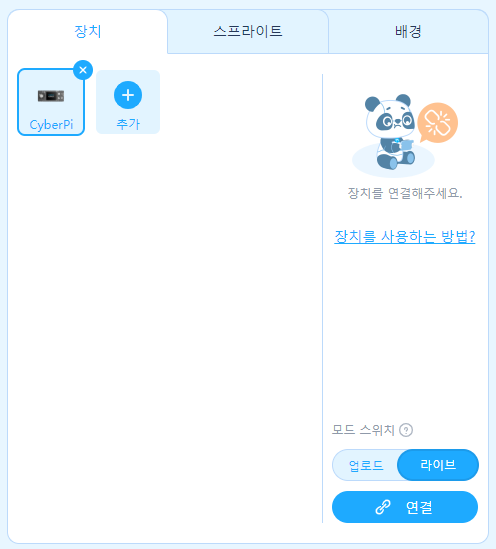 장치
스프라이트
배경
CyberPi
추가
장치를 연결해주세요.
장치를 사용하는 방법?
모드 스위치 ?
업로드
라이브
연결